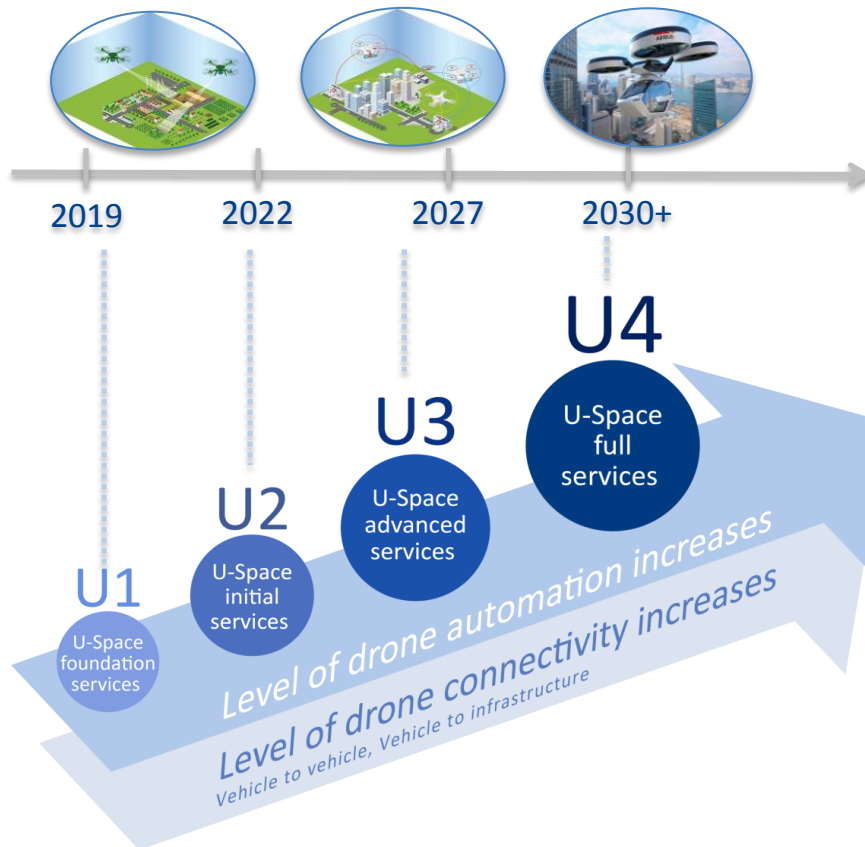 AIRBUS
2019
2022
2027
2030+
U4
U-Space
full
services
U3
U-Space
advanced
services
U2
U-Space
initial
services
U1
U-Space
foundation
services
Level of drone automation increases
Level of drone connectivity increases
Vehicle to vehicle, Vehicle to infrastructure